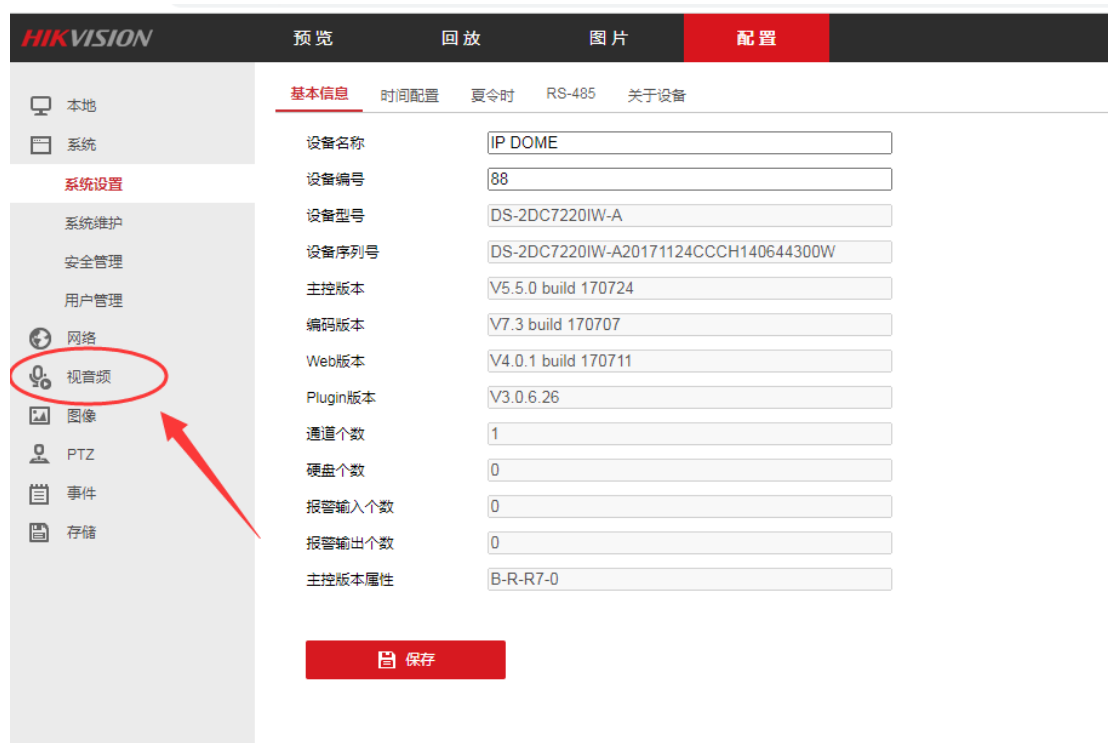 HIKVISION 预览 回放 图片 配置
本地
系统
系统设置
系统维护
安全管理
用户管理
网络
视音频
图像
PTZ
事件
存储
基本信息 时间配置 夏令时 RS-485 关于设备
设备名称 IP DOME
设备编号 88
设备型号 DS-2DC7220IW-A
设备序列号 DS-2DC7220IW-A20171124CCCH140644300W
主控版本 V5.5.0 build 170724
编码版本 V7.3 build 170707
Web版本 V4.0.1 build 170711
Plugin版本 V3.0.6.26
通道个数 1
硬盘个数 0
报警输入个数 0
报警输出个数 0
主控版本属性 B-R-R7-0
保存